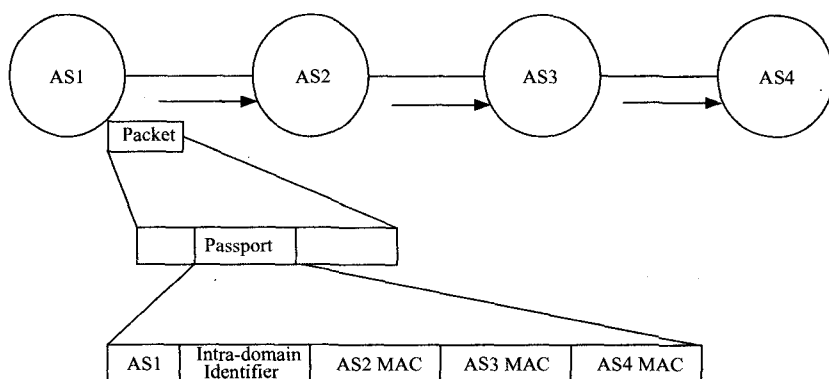 AS1
AS2
AS3
AS4
Packet
Passport
AS1
Intra-domain
Identifier
AS2 MAC
AS3 MAC
AS4 MAC